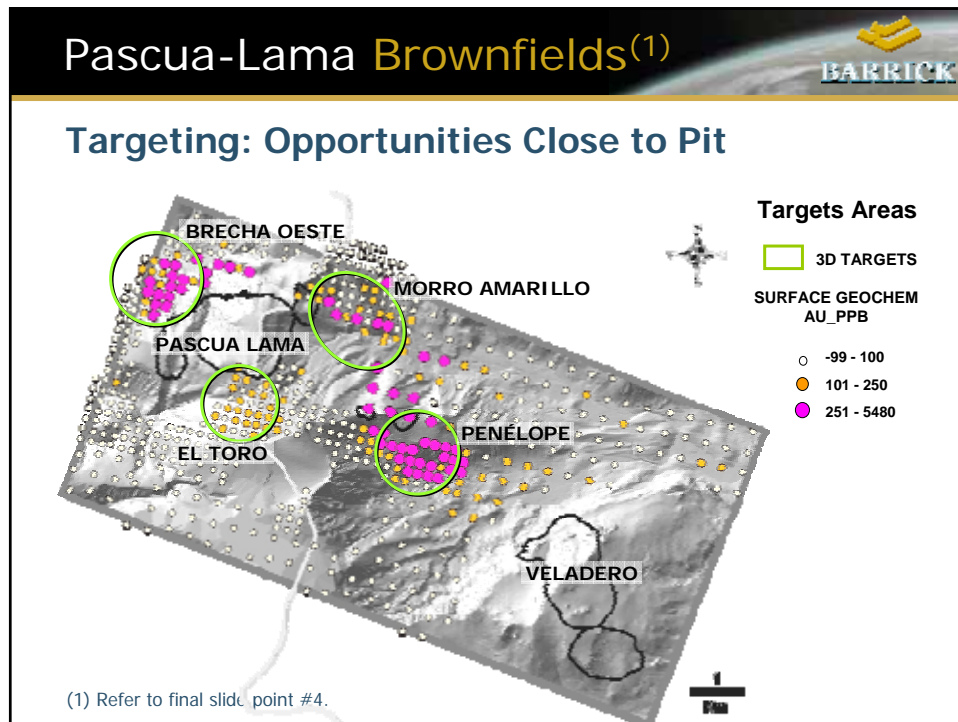 Pascua-Lama Brownfields(1)
BARRICK
Targeting: Opportunities Close to Pit
BRECHA OESTE
MORRO AMARILLO
PASCUA LAMA
EL TORO
PENÉLOPE
VELADERO
Targets Areas
3D TARGETS
SURFACE GEOCHEM
AU_PPB
-99 - 100
101 - 250
251 - 5480
(1) Refer to final slide point #4.